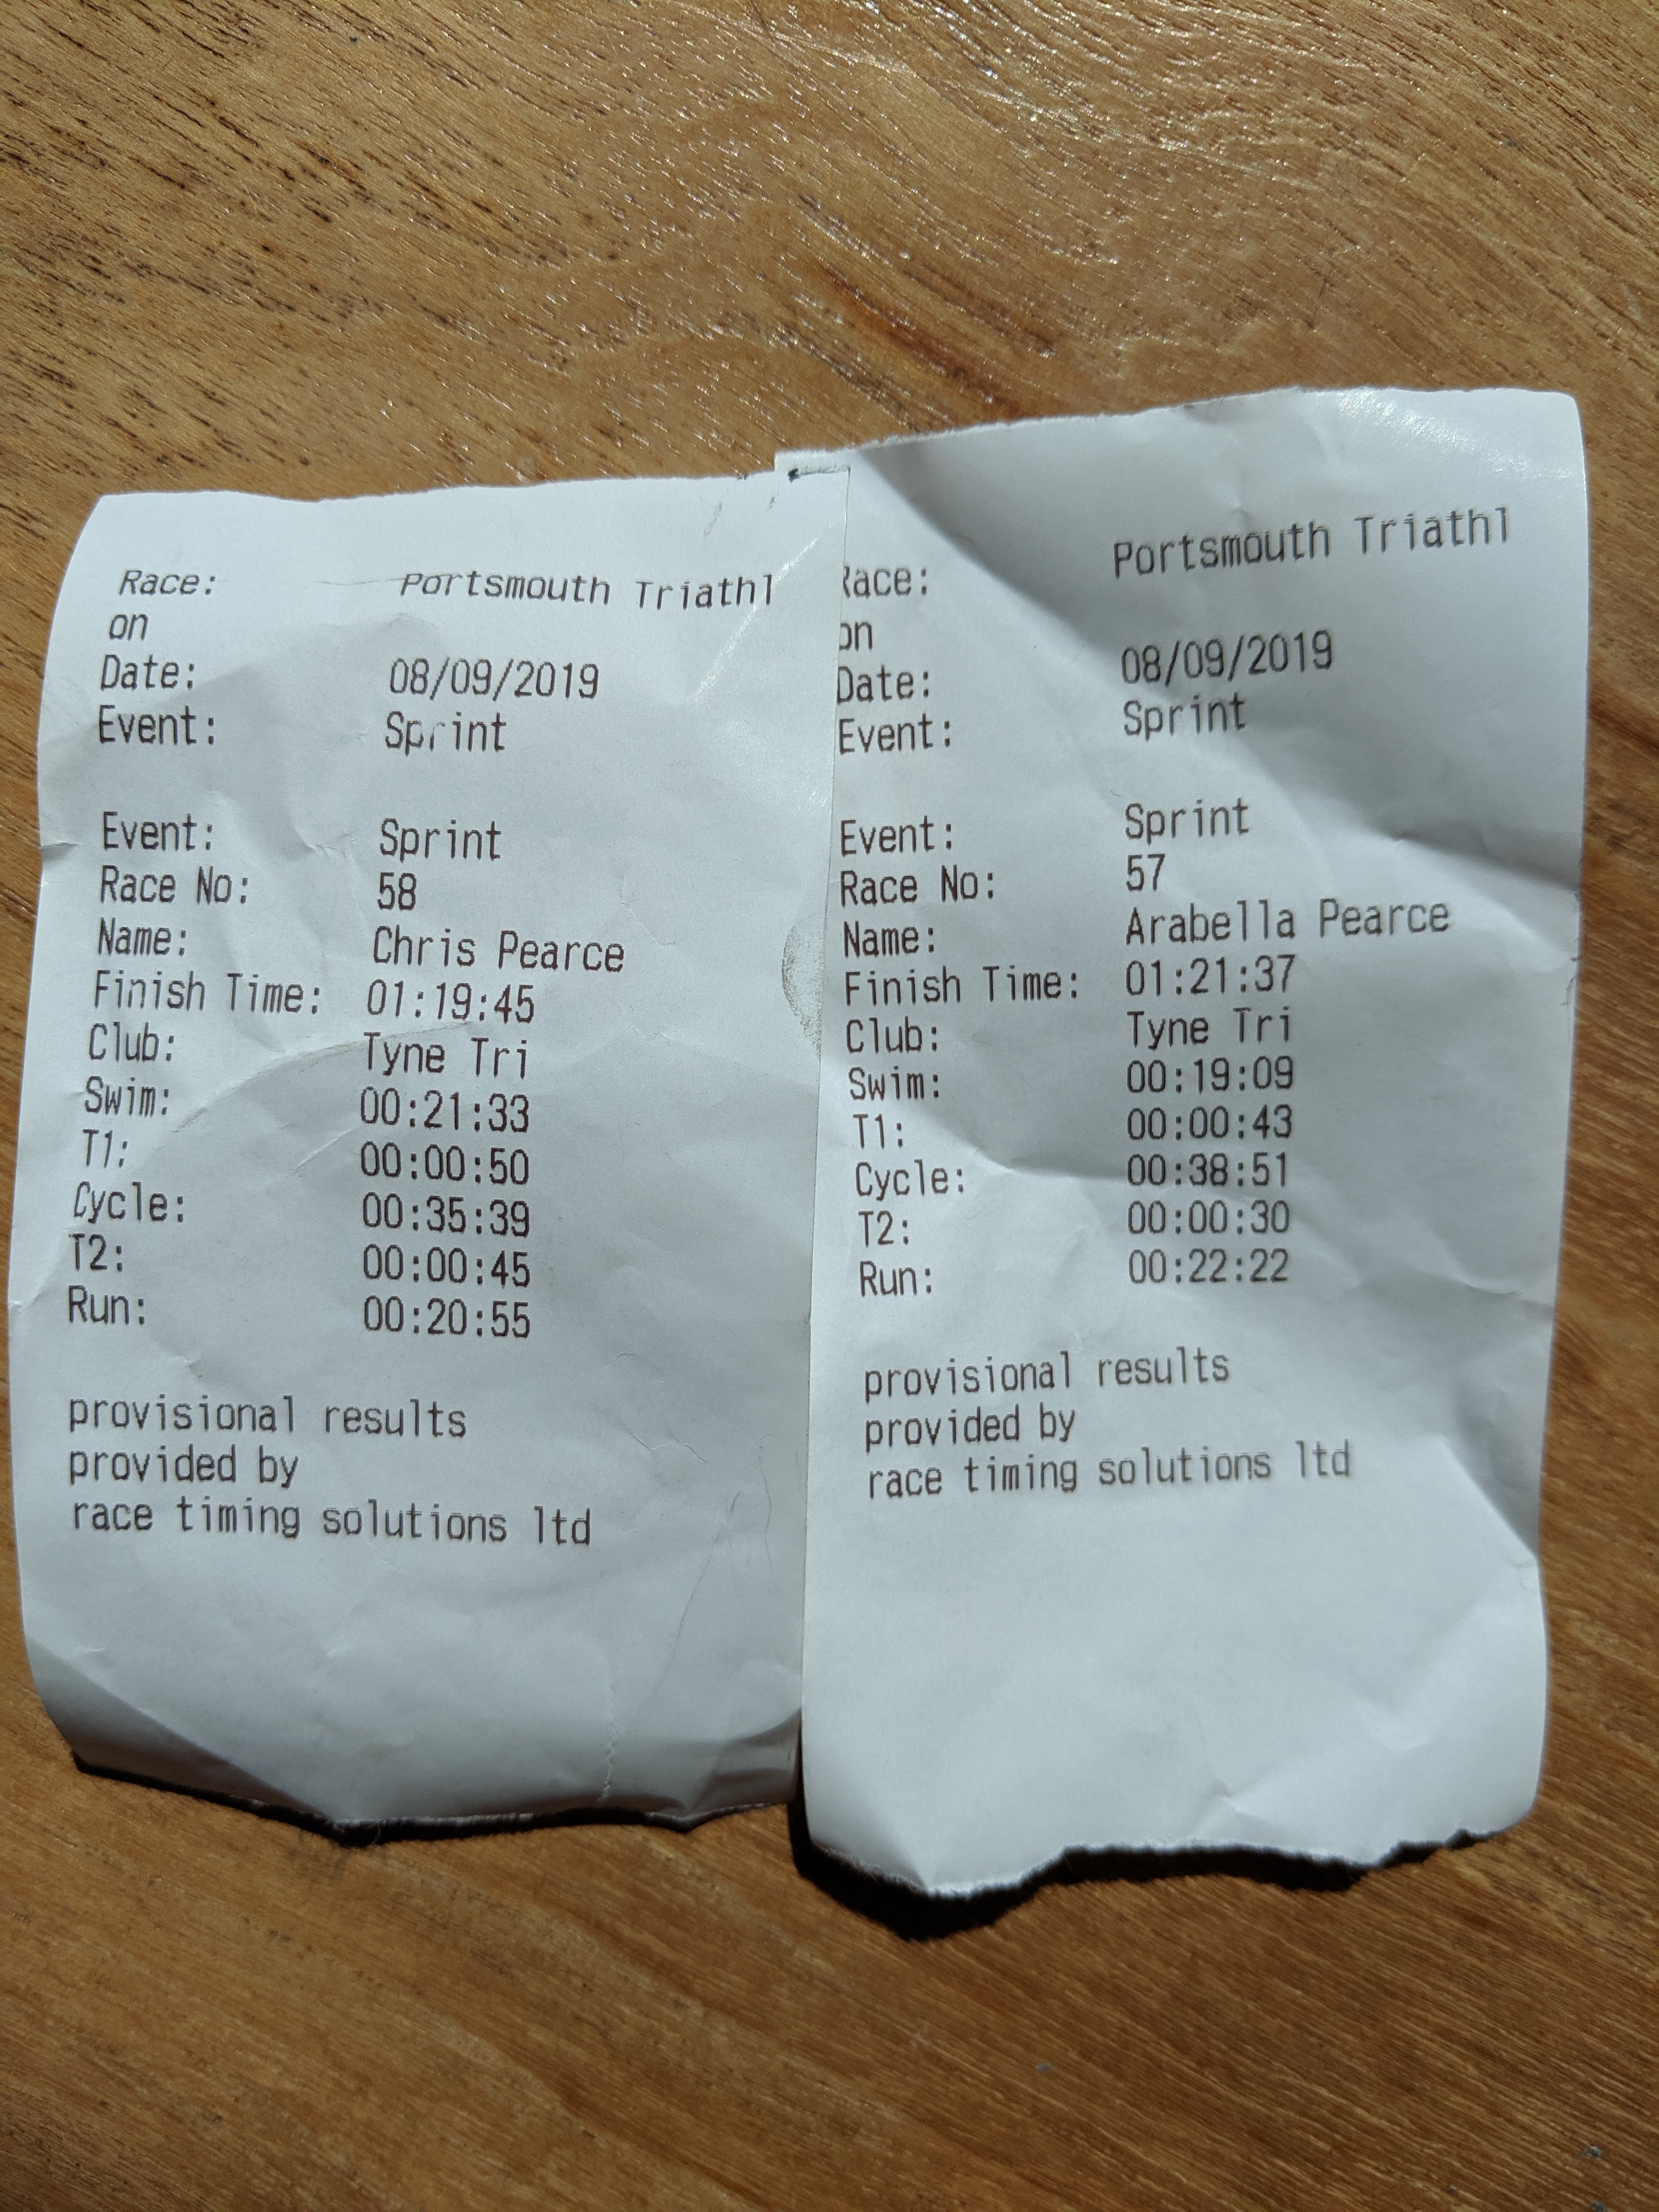 Race: Portsmouth Triathl
on
Date: 08/09/2019
Event: Sprint
Event: Sprint
Race No: 58
Name: Chris Pearce
Finish Time: 01:19:45
Club: Tyne Tri
Swim: 00:21:33
T1: 00:00:50
Cycle: 00:35:39
T2: 00:00:45
Run: 00:20:55
provisional results
provided by
race timing solutions ltd
Race: Portsmouth Triathl
on
Date: 08/09/2019
Event: Sprint
Event: Sprint
Race No: 57
Name: Arabella Pearce
Finish Time: 01:21:37
Club: Tyne Tri
Swim: 00:19:09
T1: 00:00:43
Cycle: 00:38:51
T2: 00:00:30
Run: 00:22:22
provisional results
provided by
race timing solutions ltd